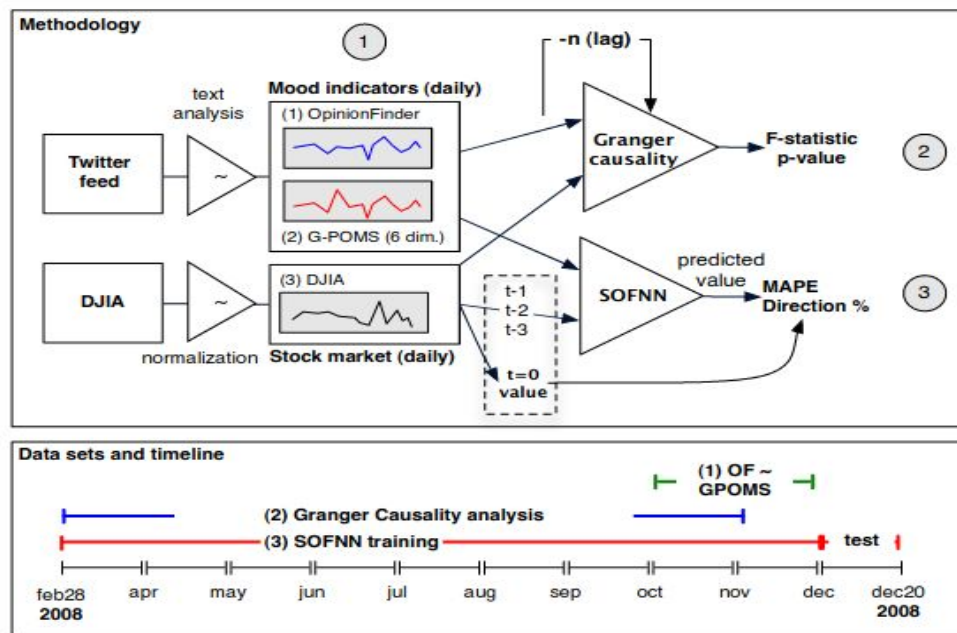 Methodology
1
-n (lag)
text
analysis
Mood indicators (daily)
(1) OpinionFinder
Twitter
feed
~
Granger
causality
F-statistic
p-value
2
(2) G-POMS (6 dim.)
DJIA
~
normalization
(3) DJIA
Stock market (daily)
t-1
t-2
t-3
t=0
value
SOFNN
predicted
value
MAPE
Direction %
3
Data sets and timeline
(1) OF ~
GPOMS
(2) Granger Causality analysis
(3) SOFNN training
test
feb28 apr may jun jul aug sep oct nov dec dec20
2008 2008